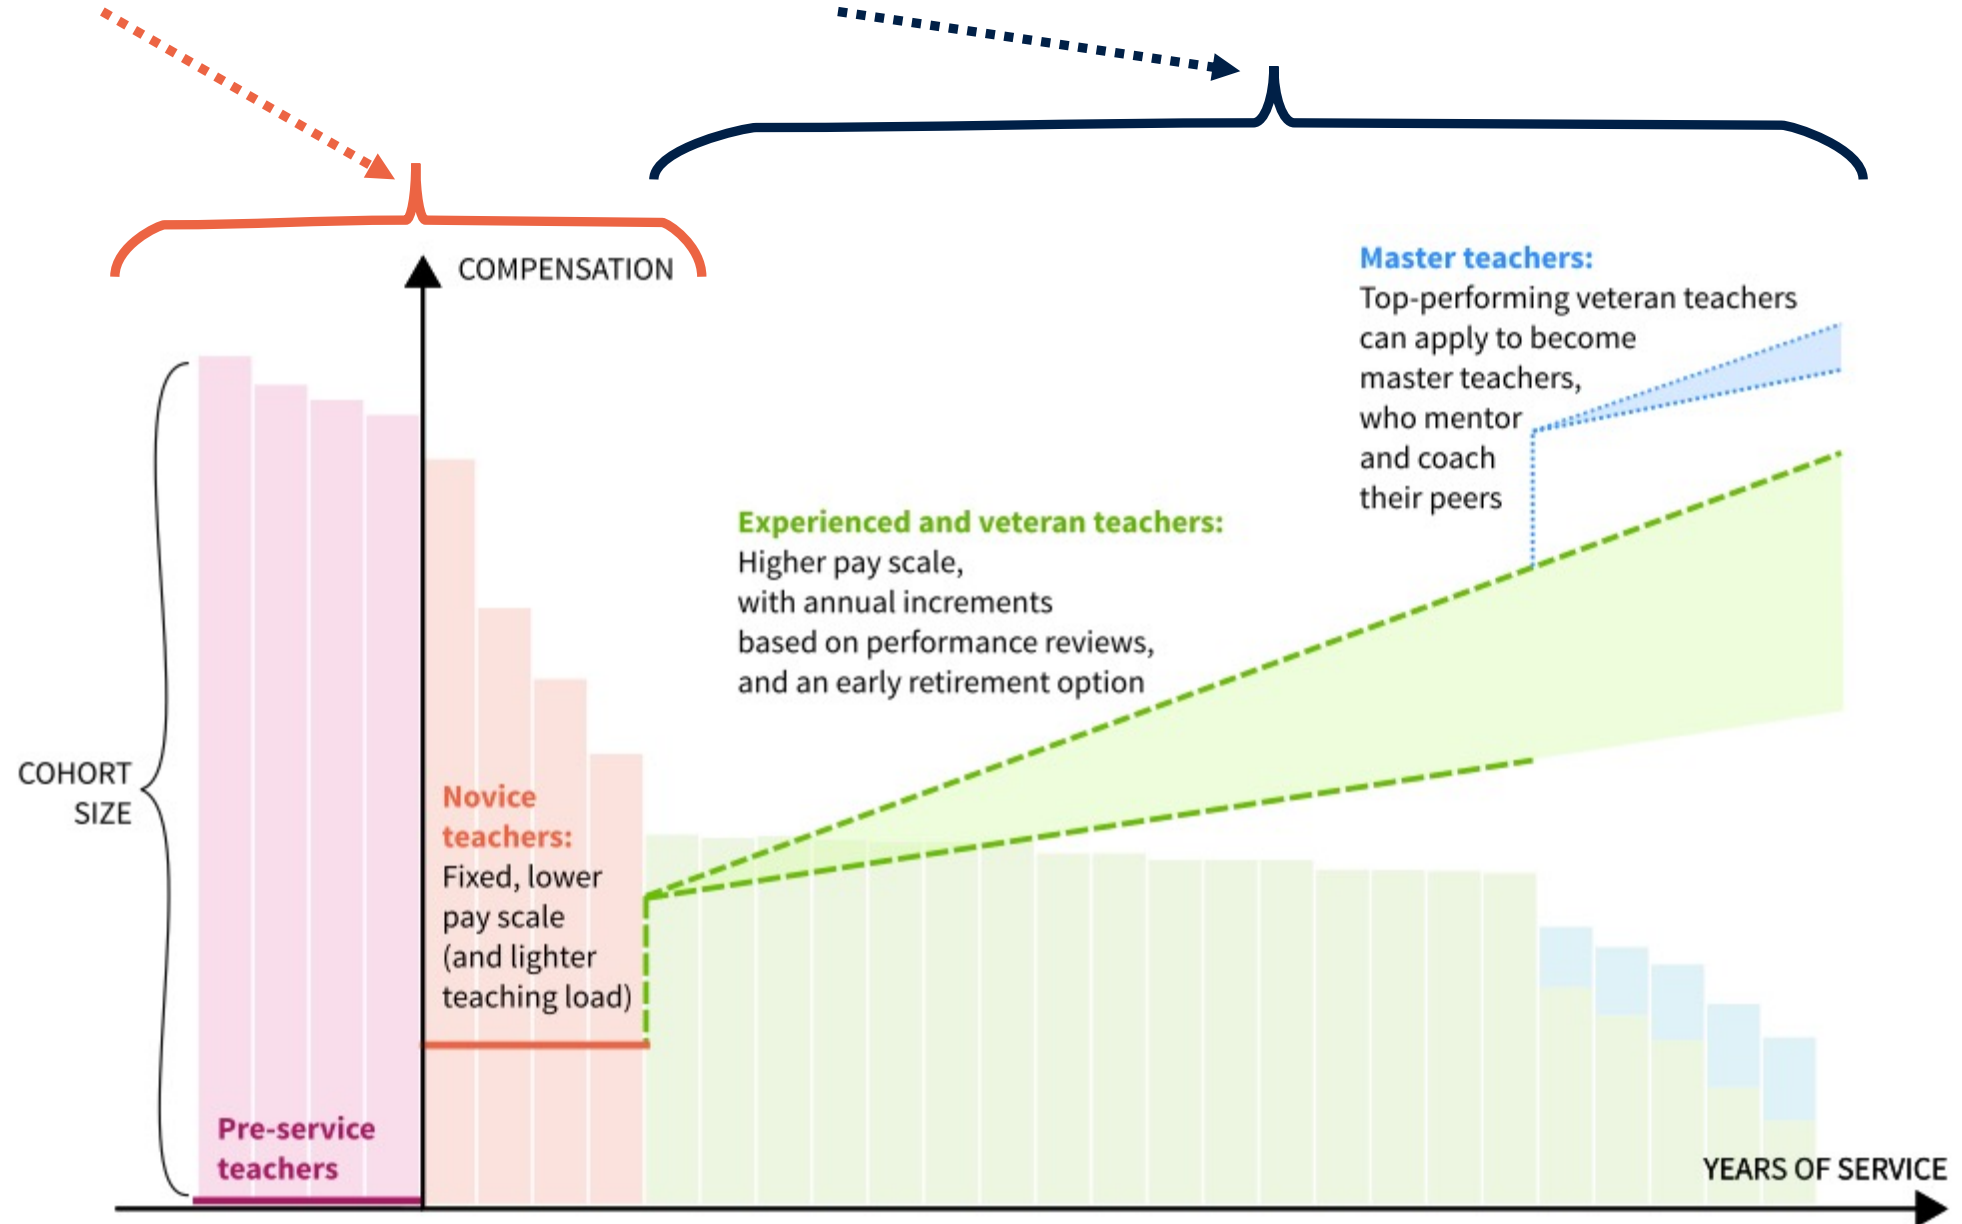 COMPENSATION
Master teachers:
Top-performing veteran teachers
can apply to become
master teachers,
who mentor
and coach
their peers
Experienced and veteran teachers:
Higher pay scale,
with annual increments
based on performance reviews,
and an early retirement option
COHORT
SIZE
Novice
teachers:
Fixed, lower
pay scale
(and lighter
teaching load)
Pre-service
teachers
YEARS OF SERVICE